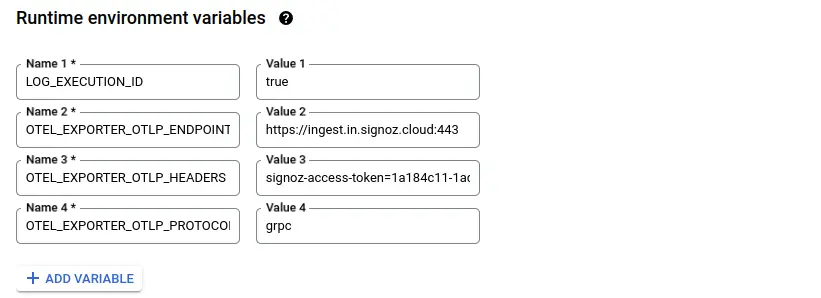 Runtime environment variables ?
Name 1 * Value 1
LOG_EXECUTION_ID true
Name 2 * Value 2
OTEL_EXPORTER_OTLP_ENDPOINT https://ingest.in.signoz.cloud:443
Name 3 * Value 3
OTEL_EXPORTER_OTLP_HEADERS signoz-access-token=1a184c11-1a
Name 4 * Value 4
OTEL_EXPORTER_OTLP_PROTOCO grpc
+ ADD VARIABLE